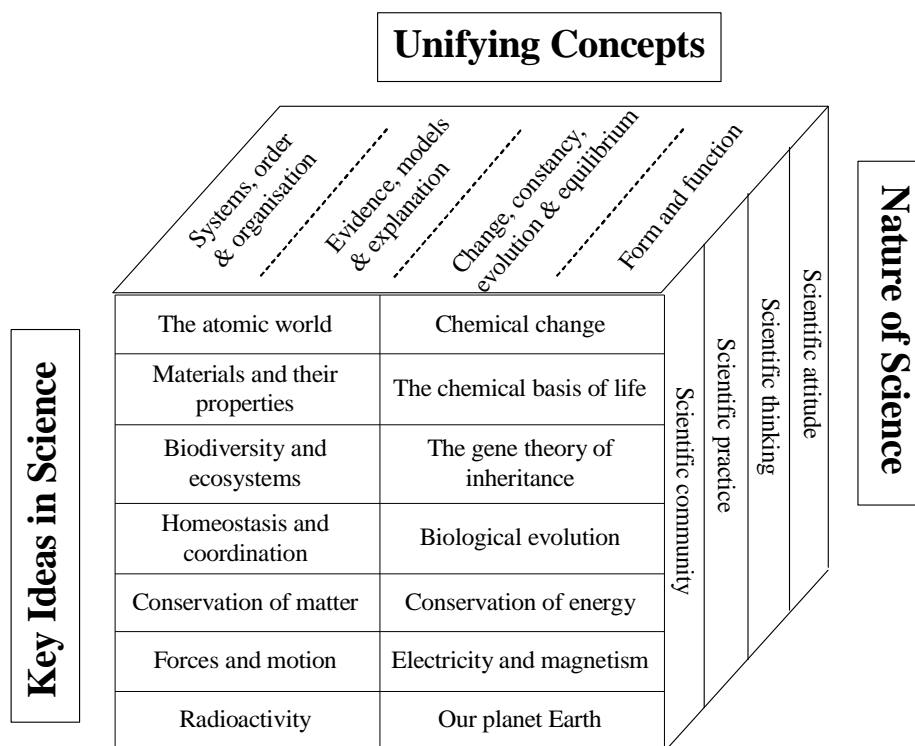 Unifying Concepts
Systems, order
& organisation
Evidence, models
& explanation
Change, constancy,
evolution & equilibrium
Form and function
Key Ideas in Science
The atomic world
Chemical change
Materials and their
properties
The chemical basis of life
Biodiversity and
ecosystems
The gene theory of
inheritance
Homeostasis and
coordination
Biological evolution
Conservation of matter
Conservation of energy
Forces and motion
Electricity and magnetism
Radioactivity
Our planet Earth
Scientific community
Scientific practice
Scientific thinking
Scientific attitude
Nature of Science